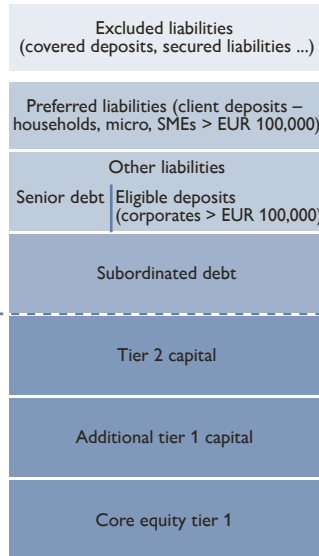 Excluded liabilities
(covered deposits, secured liabilities ...)
Preferred liabilities (client deposits –
households, micro, SMEs > EUR 100,000)
Other liabilities
Senior debt
Eligible deposits
(corporates > EUR 100,000)
Subordinated debt
Tier 2 capital
Additional tier 1 capital
Core equity tier 1